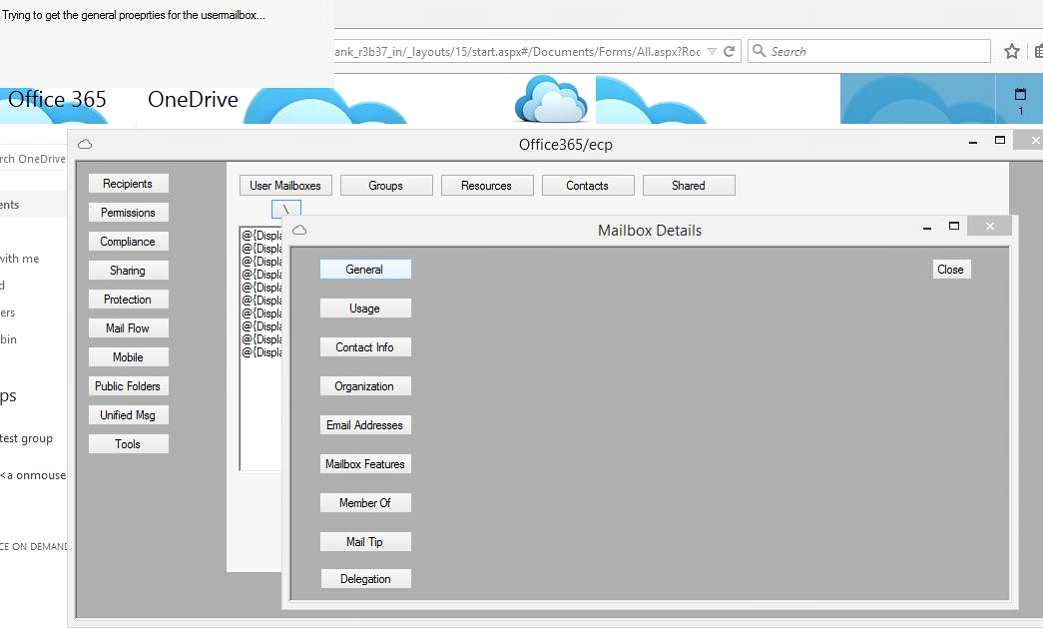 Trying to get the general proeprties for the usermailbox...
ank_r3b37_in/_layouts/15/start.aspx#/Documents/Forms/All.aspx?Roc
Search
Office 365
OneDrive
1
Office365/ecp
rch OneDrive
ents
with me
d
ers
bin
ps
test group
<a onmouse
CE ON DEMAND
Recipients
Permissions
Compliance
Sharing
Protection
Mail Flow
Mobile
Public Folders
Unified Msg
Tools
User Mailboxes
Groups
Resources
Contacts
Shared
\
@{Displa
@{Displa
@{Displa
@{Displa
@{Displa
@{Displa
@{Displa
@{Displa
@{Displa
@{Displa
Mailbox Details
General
Close
Usage
Contact Info
Organization
Email Addresses
Mailbox Features
Member Of
Mail Tip
Delegation